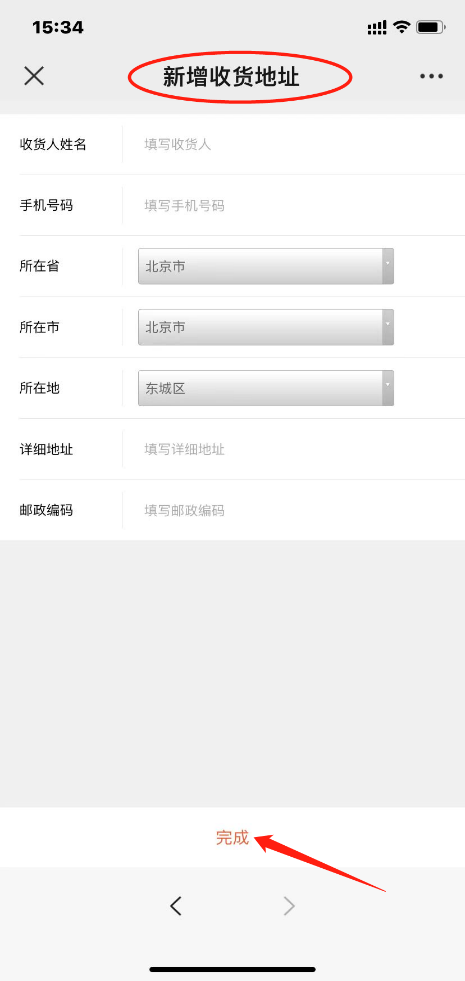 15:34
新增收货地址
收货人姓名 填写收货人
手机号码 填写手机号码
所在省 北京市
所在市 北京市
所在地 东城区
详细地址 填写详细地址
邮政编码 填写邮政编码
完成